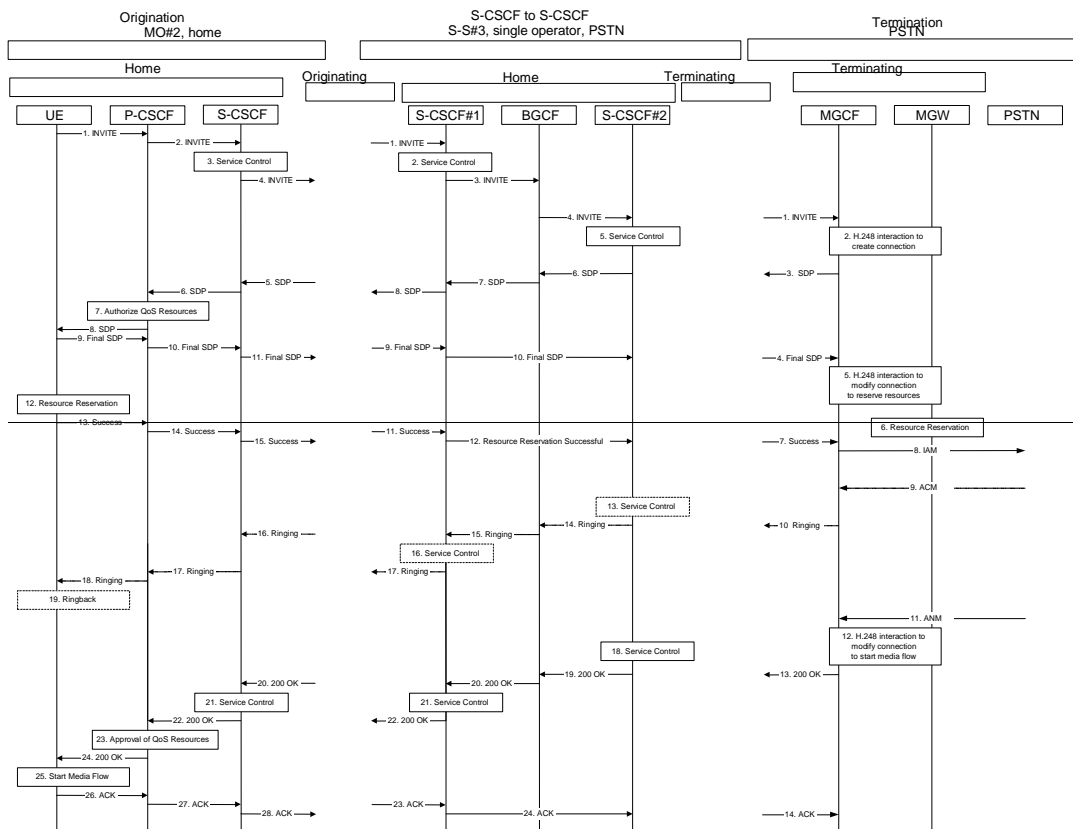 Origination
MO#2, home
S-CSCF to S-CSCF
S-S#3, single operator, PSTN
Termination
PSTN
Home
Originating
Home
Terminating
Terminating
UE
P-CSCF
S-CSCF
S-CSCF#1
BGCF
S-CSCF#2
MGCF
MGW
PSTN
1. INVITE
2. INVITE
3. Service Control
4. INVITE
5. SDP
6. SDP
7. Authorize QoS Resources
8. SDP
9. Final SDP
10. Final SDP
11. Final SDP
12. Resource Reservation
13. Success
14. Success
15. Success
16. Ringing
17. Ringing
18. Ringing
19. Ringback
20. 200 OK
21. Service Control
22. 200 OK
23. Approval of QoS Resources
24. 200 OK
25. Start Media Flow
26. ACK
27. ACK
28. ACK
1. INVITE
2. Service Control
3. INVITE
4. INVITE
5. Service Control
6. SDP
7. SDP
8. SDP
9. Final SDP
10. Final SDP
11. Success
12. Resource Reservation Successful
13. Service Control
14. Ringing
15. Ringing
16. Service Control
17. Ringing
18. Service Control
19. 200 OK
20. 200 OK
21. Service Control
22. 200 OK
23. ACK
24. ACK
1. INVITE
2. H.248 interaction to
create connection
3. SDP
4. Final SDP
5. H.248 interaction to
modify connection
to reserve resources
6. Resource Reservation
7. Success
8. IAM
9. ACM
10 Ringing
11. ANM
12. H.248 interaction to
modify connection
to start media flow
13. 200 OK
14. ACK